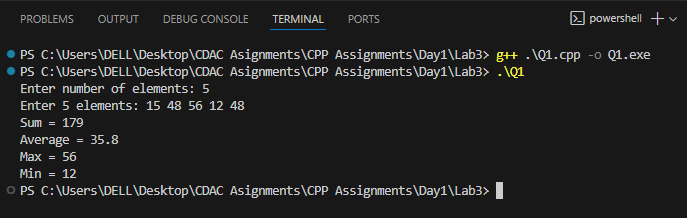 PROBLEMS OUTPUT DEBUG CONSOLE TERMINAL PORTS powershell
PS C:\Users\DELL\Desktop\CDAC Asignments\CPP Assignments\Day1\Lab3> g++ .\Q1.cpp -o Q1.exe
PS C:\Users\DELL\Desktop\CDAC Asignments\CPP Assignments\Day1\Lab3> .\Q1
Enter number of elements: 5
Enter 5 elements: 15 48 56 12 48
Sum = 179
Average = 35.8
Max = 56
Min = 12
PS C:\Users\DELL\Desktop\CDAC Asignments\CPP Assignments\Day1\Lab3>